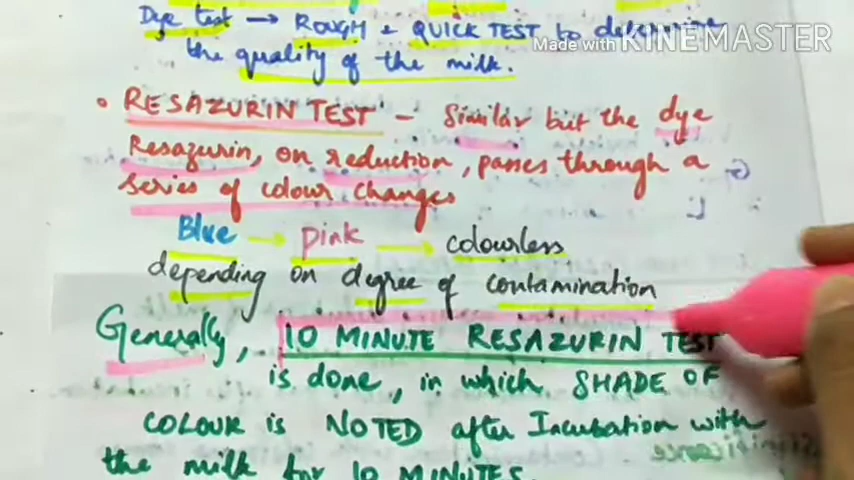 Dye test → ROUGH & QUICK TEST to determine
the quality of the milk.
Made with KINEMASTER
• RESAZURIN TEST - Similar but the dye
Resazurin, on reduction, passes through a
series of colour changes
Blue → pink → colourless
depending on degree of contamination
Generally, 10 MINUTE RESAZURIN TEST
is done, in which SHADE OF
COLOUR is NOTED after Incubation with
the milk for 10 MINUTES.